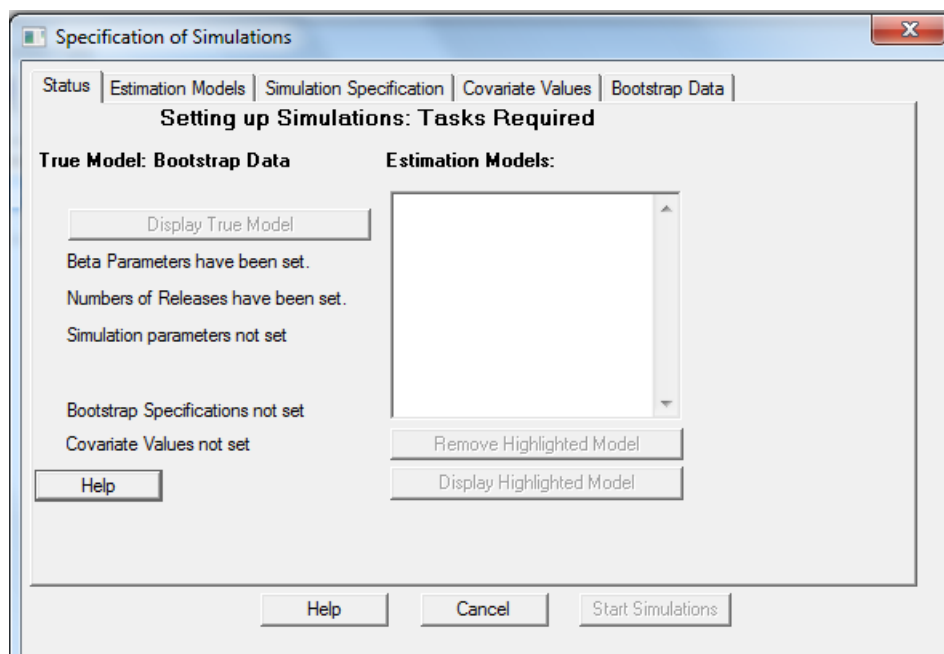 Specification of Simulations
Status Estimation Models Simulation Specification Covariate Values Bootstrap Data
Setting up Simulations: Tasks Required
True Model: Bootstrap Data
Estimation Models:
Display True Model
Beta Parameters have been set.
Numbers of Releases have been set.
Simulation parameters not set
Bootstrap Specifications not set
Covariate Values not set
Remove Highlighted Model
Help
Display Highlighted Model
Help Cancel Start Simulations